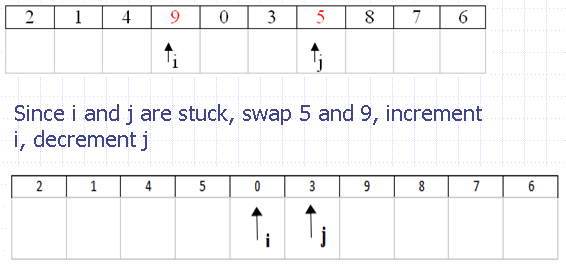 2 1 4 9 0 3 5 8 7 6
i j
Since i and j are stuck, swap 5 and 9, increment
i, decrement j
2 1 4 5 0 3 9 8 7 6
i j